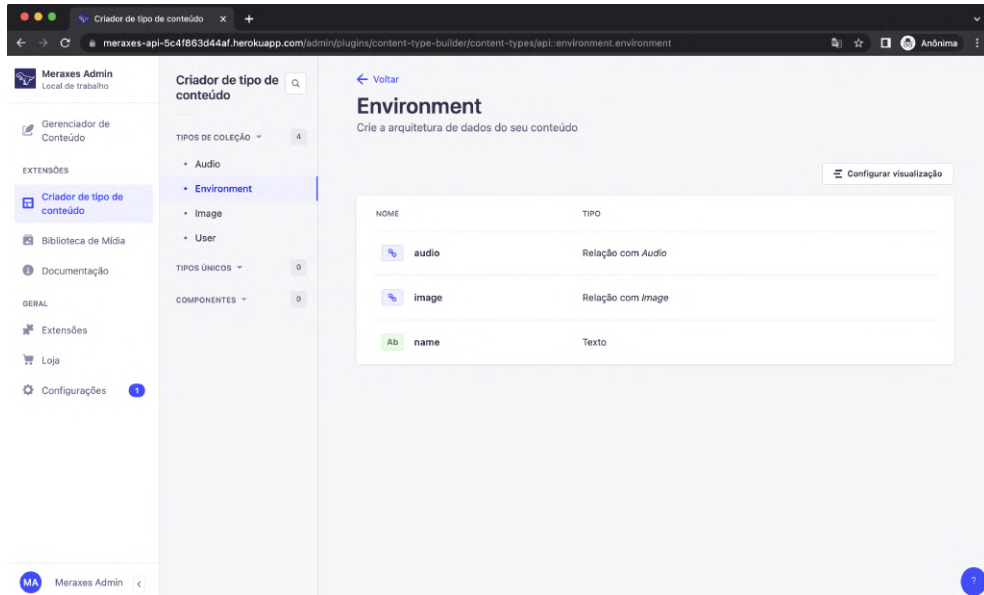 Criador de tipo de conteúdo
meraxes-api-5c4f863d44af.herokuapp.com/admin/plugins/content-type-builder/content-types/api::environment.environment
Anônima
Meraxes Admin
Local de trabalho
Gerenciador de
Conteúdo
EXTENSÕES
Criador de tipo de
conteúdo
Biblioteca de Mídia
Documentação
GERAL
Extensões
Loja
Configurações
1
MA
Meraxes Admin
Criador de tipo de
conteúdo
TIPOS DE COLEÇÃO
4
Audio
Environment
Image
User
TIPOS ÚNICOS
0
COMPONENTES
0
Voltar
Environment
Crie a arquitetura de dados do seu conteúdo
Configurar visualização
NOME TIPO
audio Relação com Audio
image Relação com Image
Ab name Texto
?